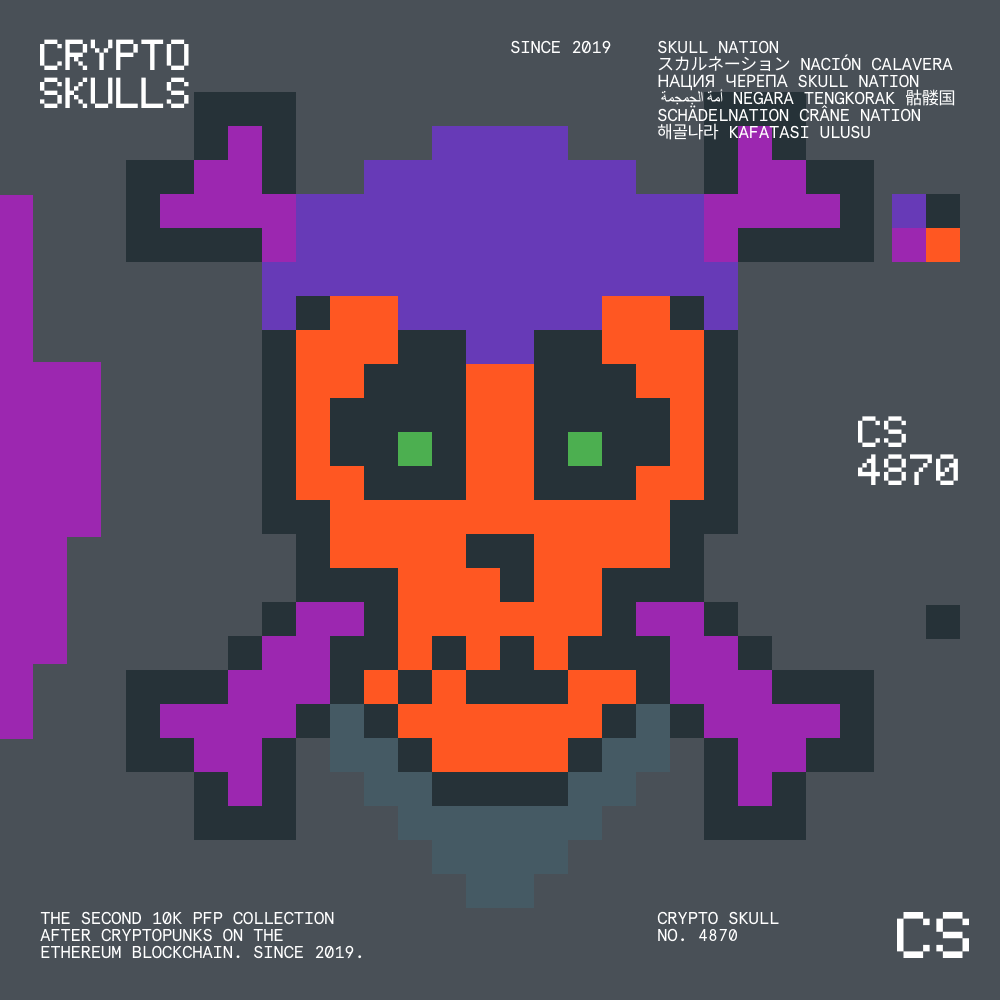 CRYPTO
SKULLS
SINCE 2019
SKULL NATION
スカルネーション NACIÓN CALAVERA
НАЦИЯ ЧЕРЕПА SKULL NATION
أمة الجمجمة NEGARA TENGKORAK 骷髅国
SCHÄDELNATION CRÂNE NATION
해골나라 KAFATASI ULUSU
CS
4870
THE SECOND 10K PFP COLLECTION
AFTER CRYPTOPUNKS ON THE
ETHEREUM BLOCKCHAIN. SINCE 2019.
CRYPTO SKULL
NO. 4870
CS